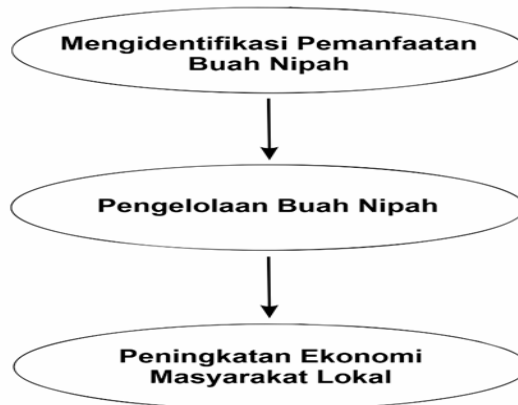 Mengidentifikasi Pemanfaatan
Buah Nipah
Pengelolaan Buah Nipah
Peningkatan Ekonomi
Masyarakat Lokal